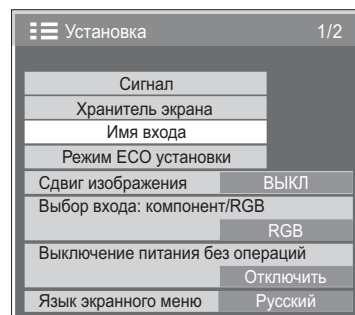 Установка 1/2
Сигнал
Хранитель экрана
Имя входа
Режим ECO установки
Сдвиг изображения ВЫКЛ
Выбор входа: компонент/RGB
RGB
Выключение питания без операций
Отключить
Язык экранного меню Русский